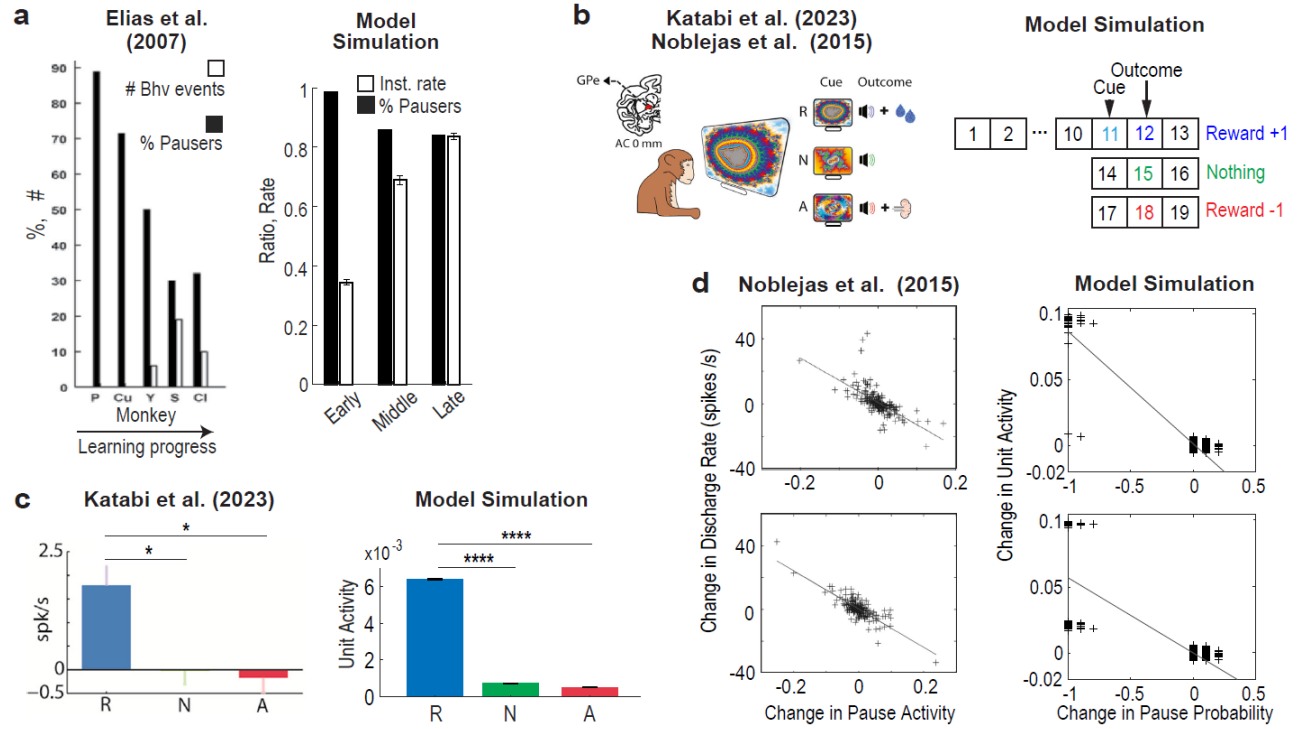 a
Elias et al.
(2007)
Model
Simulation
90
80
70
60
50
40
30
20
10
0
%, #
# Bhv events
% Pausers
P Cu Y S Cl
Monkey
Learning progress
Inst. rate
% Pausers
1
0.8
0.6
0.4
0.2
0
Ratio, Rate
Early Middle Late
b
Katabi et al. (2023)
Noblejas et al. (2015)
Model Simulation
GPe
AC 0 mm
Cue Outcome
R +
N
A +
Outcome
Cue
1 2 ··· 10 11 12 13 Reward +1
14 15 16 Nothing
17 18 19 Reward -1
c
Katabi et al. (2023)
Model Simulation
*
*
2.5
0
−0.5
spk/s
R N A
****
****
x10⁻³
6
4
2
0
Unit Activity
R N A
d
Noblejas et al. (2015)
Model Simulation
Change in Discharge Rate (spikes /s)
40
0
-40
-0.2 0 0.2
40
0
-40
-0.2 0 0.2
Change in Pause Activity
Change in Unit Activity
0.1
0.05
0
-0.02
-1 -0.5 0 0.5
0.1
0.05
0
-0.02
-1 -0.5 0 0.5
Change in Pause Probability